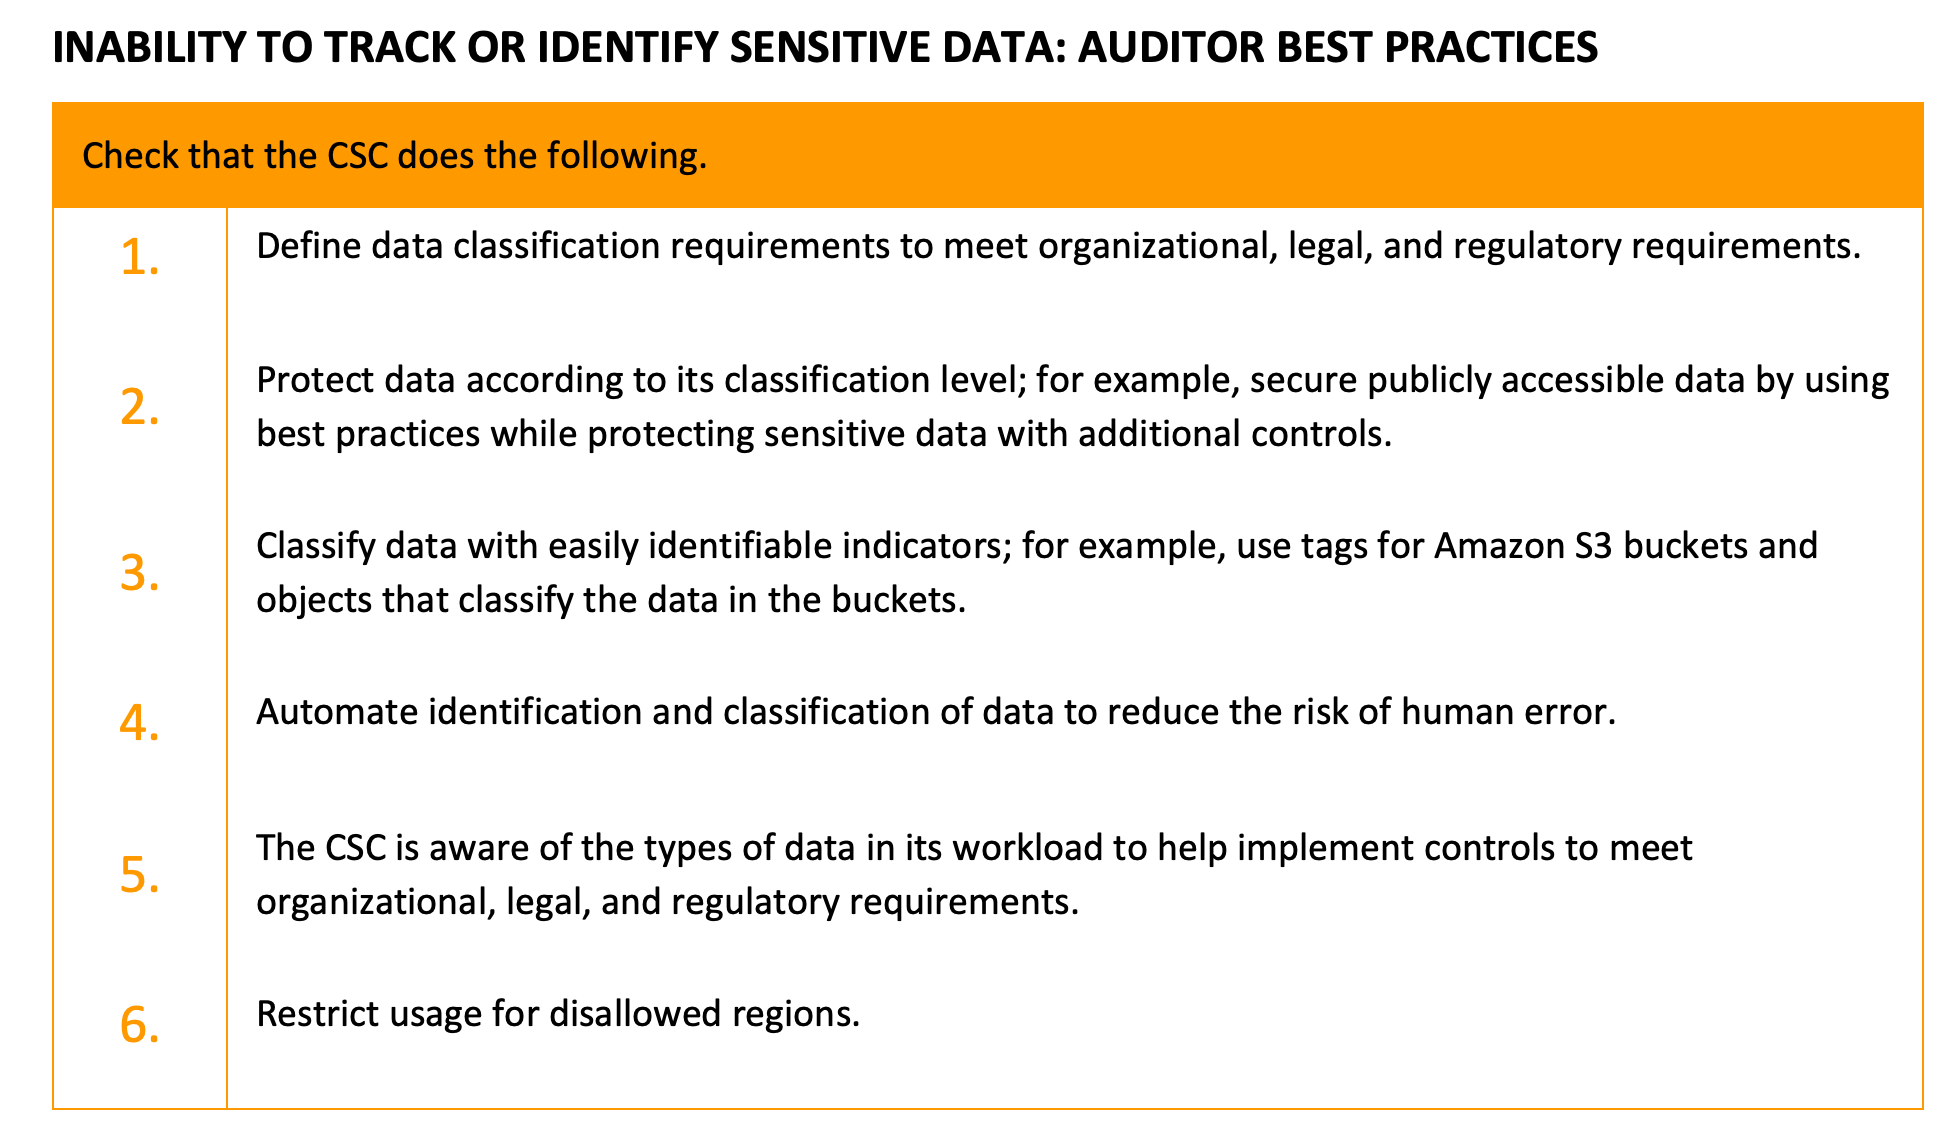 INABILITY TO TRACK OR IDENTIFY SENSITIVE DATA: AUDITOR BEST PRACTICES
Check that the CSC does the following.
1. Define data classification requirements to meet organizational, legal, and regulatory requirements.
2. Protect data according to its classification level; for example, secure publicly accessible data by using
best practices while protecting sensitive data with additional controls.
3. Classify data with easily identifiable indicators; for example, use tags for Amazon S3 buckets and
objects that classify the data in the buckets.
4. Automate identification and classification of data to reduce the risk of human error.
5. The CSC is aware of the types of data in its workload to help implement controls to meet
organizational, legal, and regulatory requirements.
6. Restrict usage for disallowed regions.